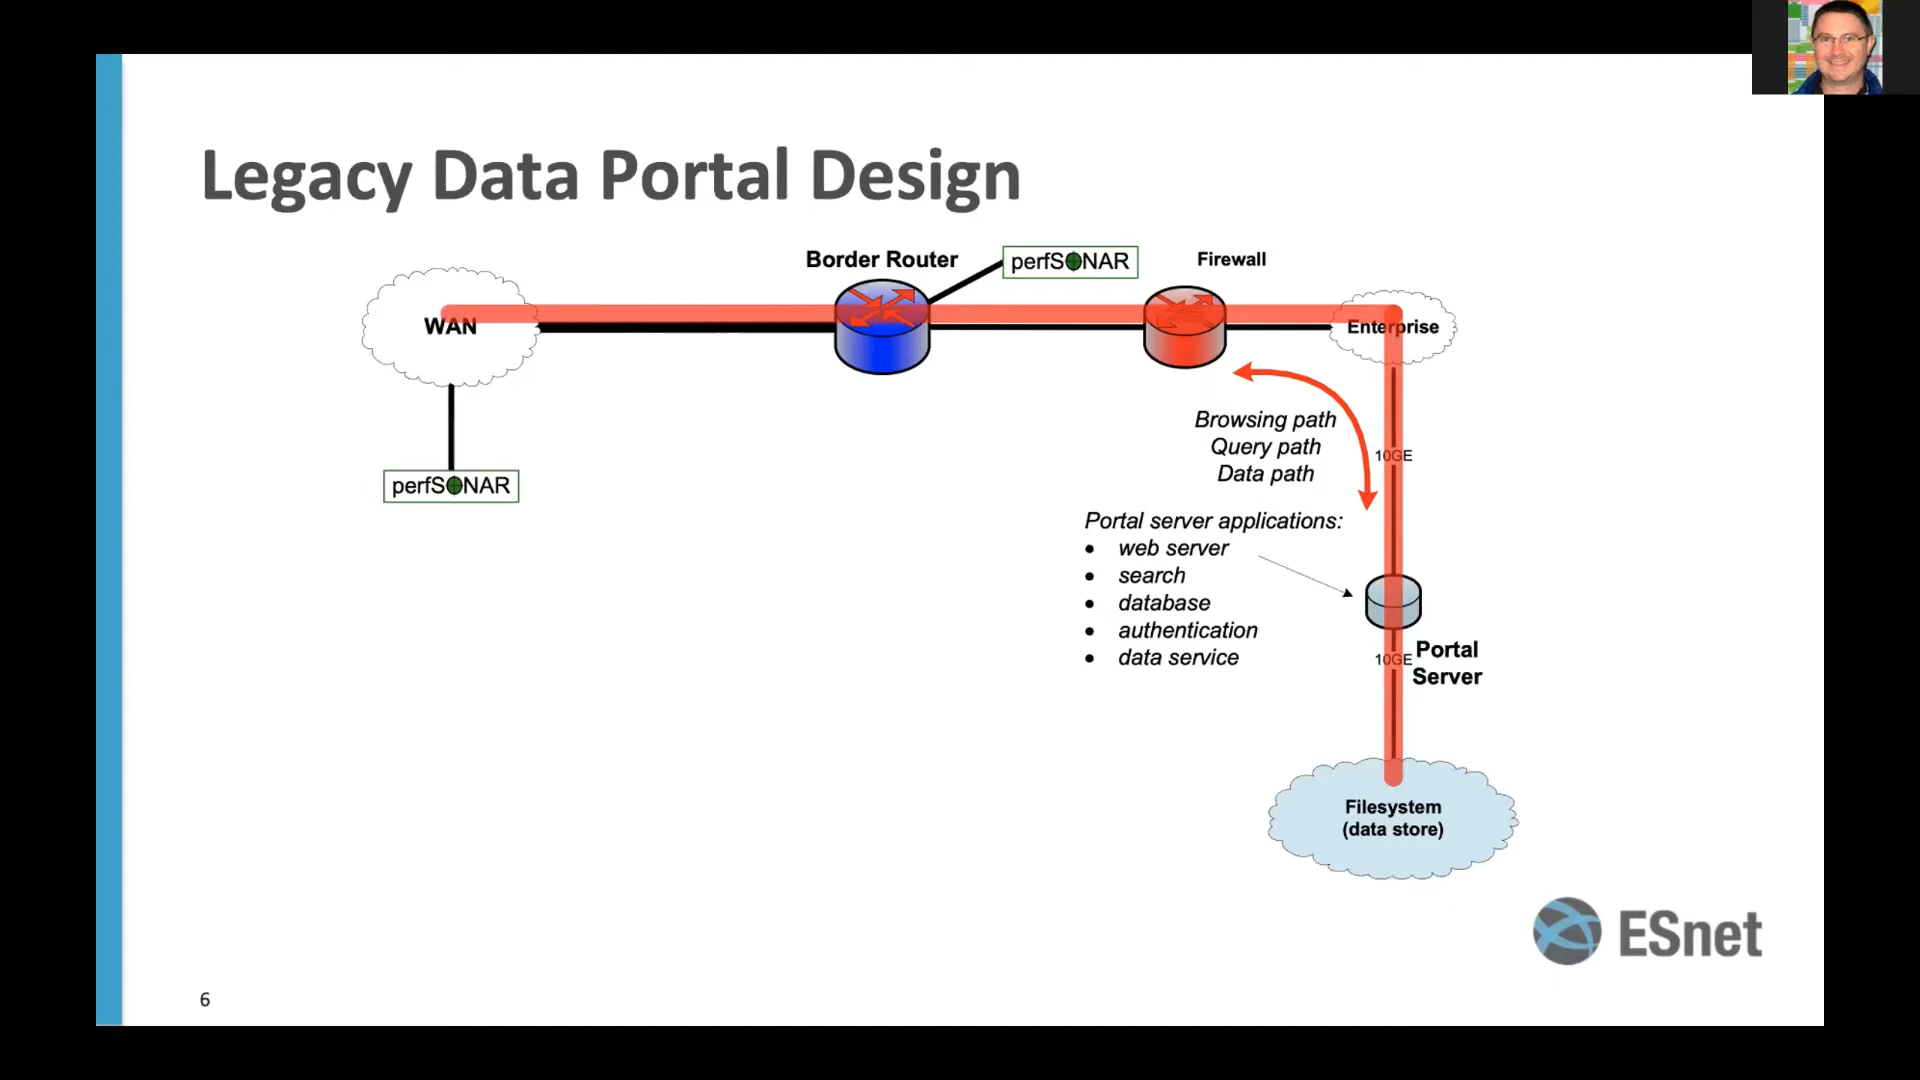 Legacy Data Portal Design
Border Router
perfSONAR
Firewall
WAN
Enterprise
perfSONAR
Browsing path
Query path
Data path
10GE
Portal server applications:
• web server
• search
• database
• authentication
• data service
10GE
Portal
Server
Filesystem
(data store)
ESnet
6